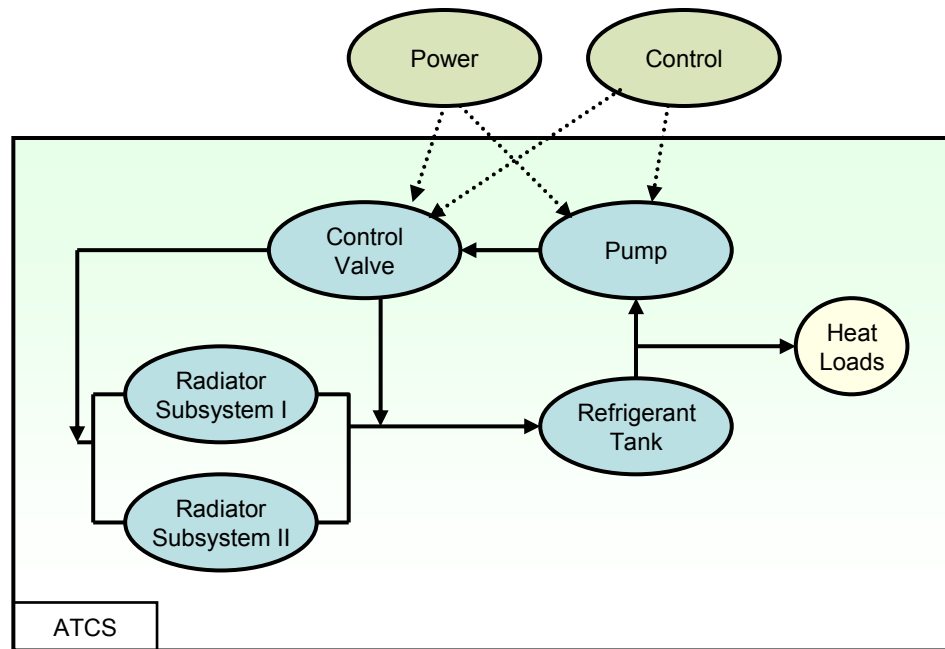 Power
Control
Control
Valve
Pump
Heat
Loads
Radiator
Subsystem I
Refrigerant
Tank
Radiator
Subsystem II
ATCS